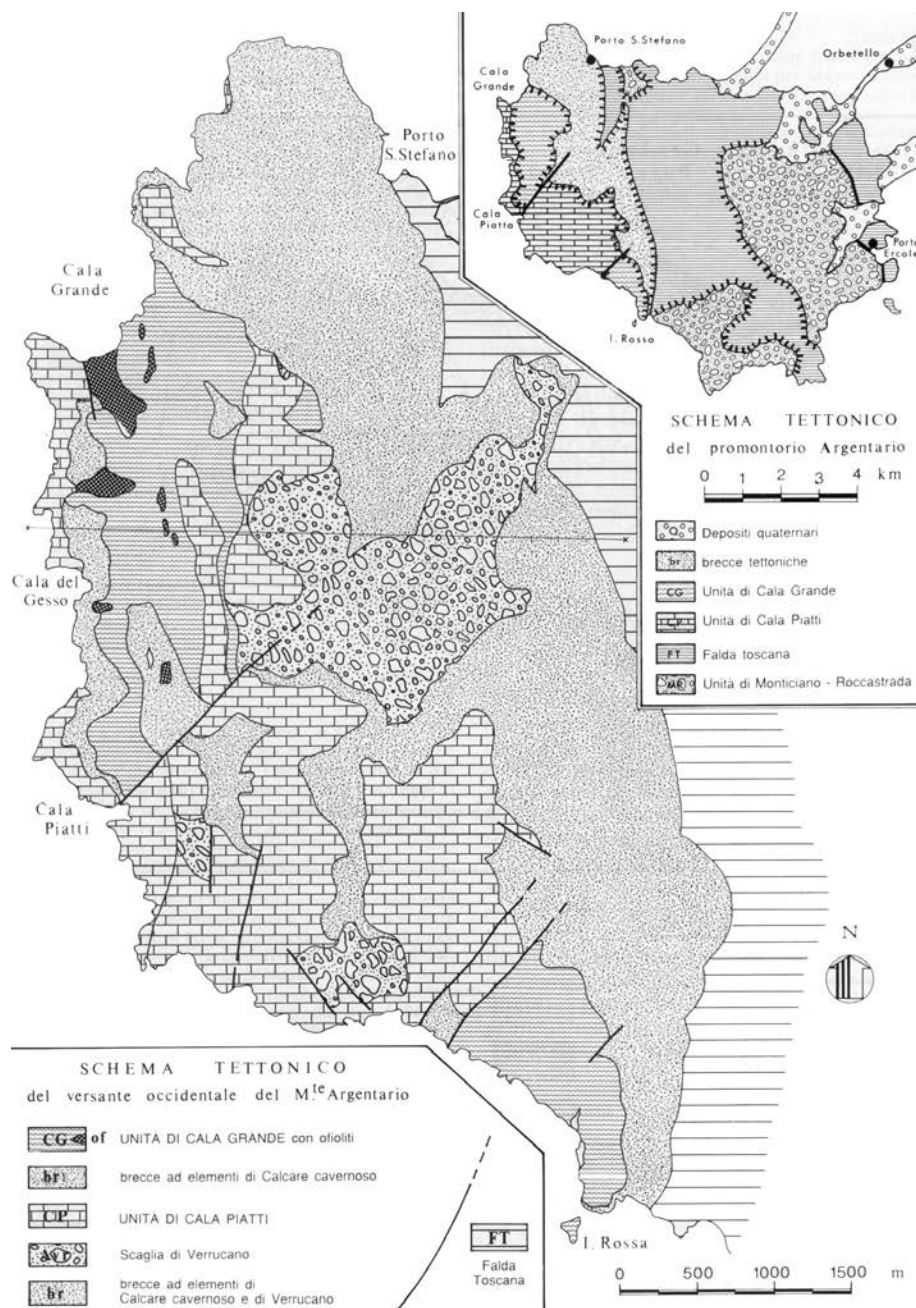 Porto S.Stefano
Orbetello
Cala
Grande
Cala
Piatta
Porto
Ercole
I. Rossa
SCHEMA TETTONICO
del promontorio Argentario
0 1 2 3 4
km
Depositi quaternari
br brecce tettoniche
CG Unità di Cala Grande
CP Unità di Cala Piatti
FT Falda toscana
MR Unità di Monticiano - Roccastrada
Porto
S.Stefano
Cala
Grande
Cala del
Gesso
Cala
Piatti
N
I. Rossa
SCHEMA TETTONICO
del versante occidentale del M.te Argentario
CG of UNITÀ DI CALA GRANDE con ofioliti
br brecce ad elementi di Calcare cavernoso
CP UNITÀ DI CALA PIATTI
Scaglia di Verrucano
br brecce ad elementi di
Calcare cavernoso e di Verrucano
FT
Falda
Toscana
0 500 1000 1500 m